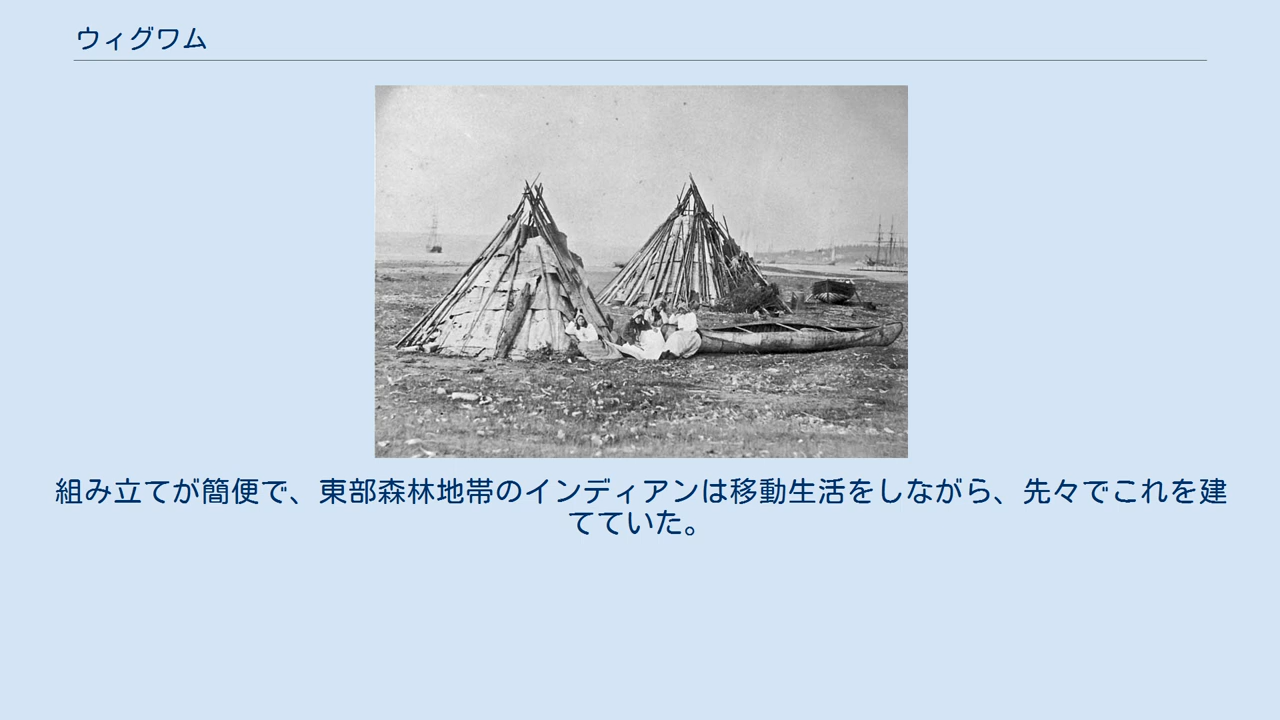 ウィグワム
組み立てが簡便で、東部森林地帯のインディアンは移動生活をしながら、先々でこれを建
てていた。